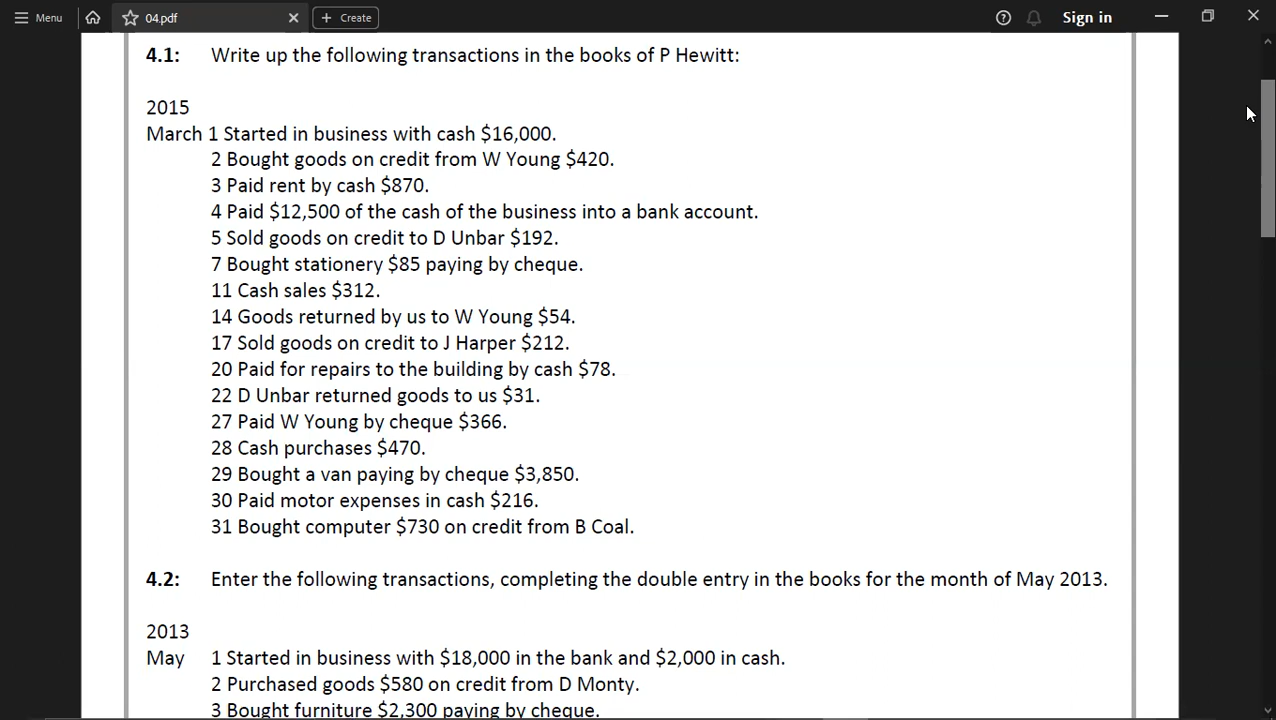 Menu
04.pdf
Create
Sign in
4.1: Write up the following transactions in the books of P Hewitt:
2015
March 1 Started in business with cash $16,000.
2 Bought goods on credit from W Young $420.
3 Paid rent by cash $870.
4 Paid $12,500 of the cash of the business into a bank account.
5 Sold goods on credit to D Unbar $192.
7 Bought stationery $85 paying by cheque.
11 Cash sales $312.
14 Goods returned by us to W Young $54.
17 Sold goods on credit to J Harper $212.
20 Paid for repairs to the building by cash $78.
22 D Unbar returned goods to us $31.
27 Paid W Young by cheque $366.
28 Cash purchases $470.
29 Bought a van paying by cheque $3,850.
30 Paid motor expenses in cash $216.
31 Bought computer $730 on credit from B Coal.
4.2: Enter the following transactions, completing the double entry in the books for the month of May 2013.
2013
May 1 Started in business with $18,000 in the bank and $2,000 in cash.
2 Purchased goods $580 on credit from D Monty.
3 Bought furniture $2,300 paying by cheque.